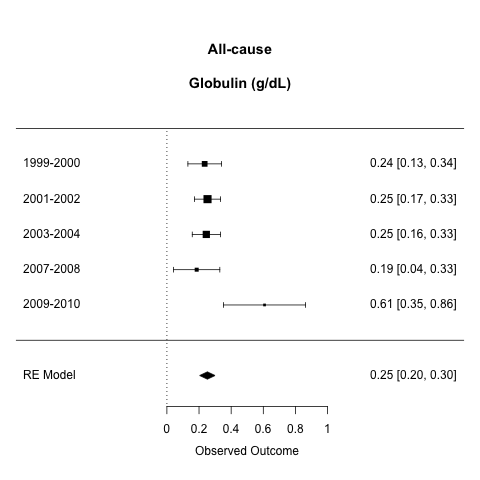 All-cause
Globulin (g/dL)
1999-2000 0.24 [0.13, 0.34]
2001-2002 0.25 [0.17, 0.33]
2003-2004 0.25 [0.16, 0.33]
2007-2008 0.19 [0.04, 0.33]
2009-2010 0.61 [0.35, 0.86]
RE Model 0.25 [0.20, 0.30]
0 0.2 0.4 0.6 0.8 1
Observed Outcome